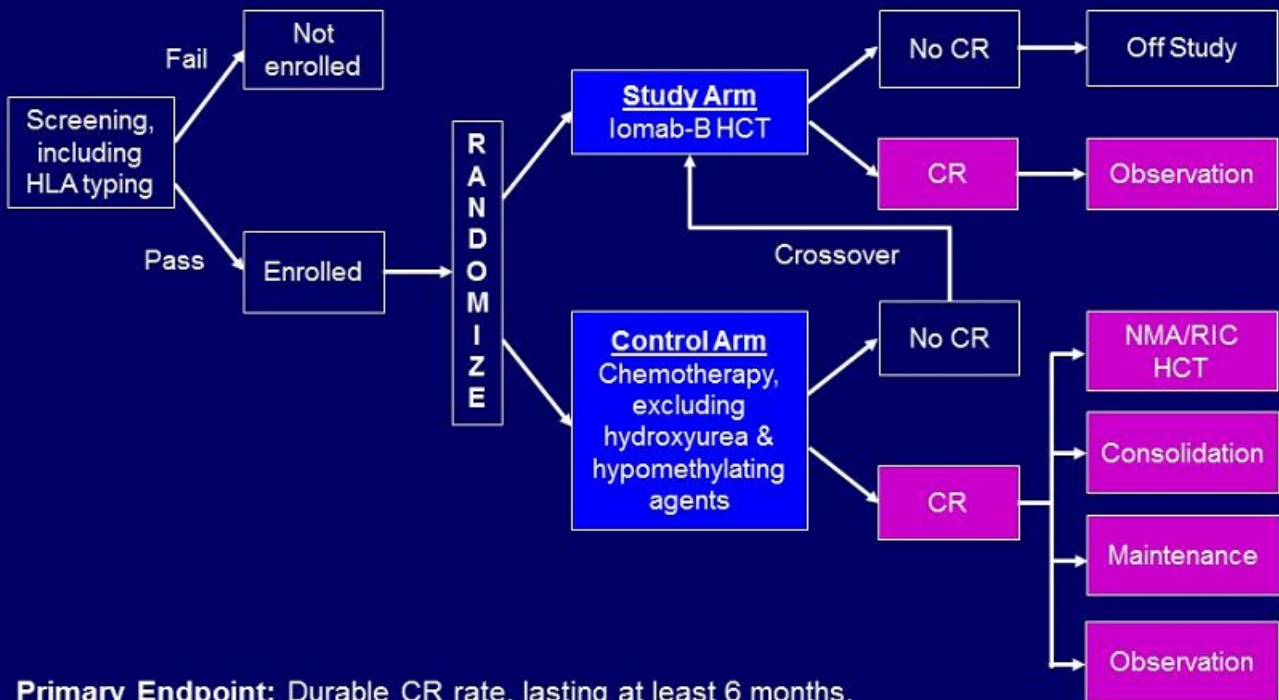 Fail
Not
enrolled
Screening,
including
HLA typing
Pass
Enrolled
RANDOMIZE
Study Arm
Iomab-B HCT
No CR
Off Study
CR
Observation
Crossover
Control Arm
Chemotherapy,
excluding
hydroxyurea &
hypomethylating
agents
No CR
CR
NMA/RIC
HCT
Consolidation
Maintenance
Observation
Primary Endpoint: Durable CR rate, lasting at least 6 months.